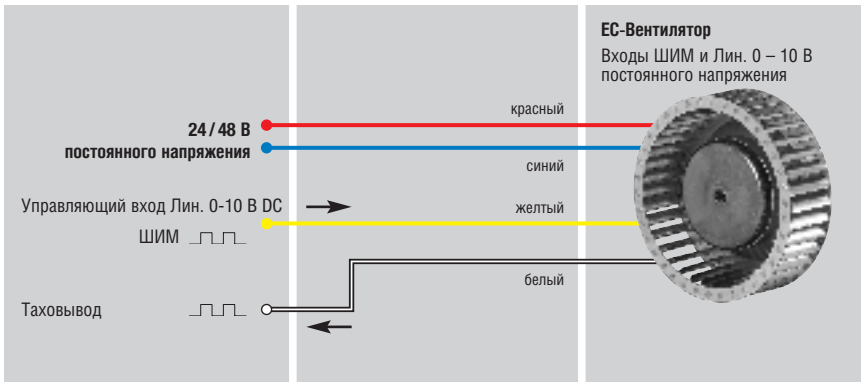 ЕС-Вентилятор
Входы ШИМ и Лин. 0 – 10 В
постоянного напряжения
красный
24 / 48 В
постоянного напряжения
синий
Управляющий вход Лин. 0-10 В DC
желтый
ШИМ
белый
Таховывод